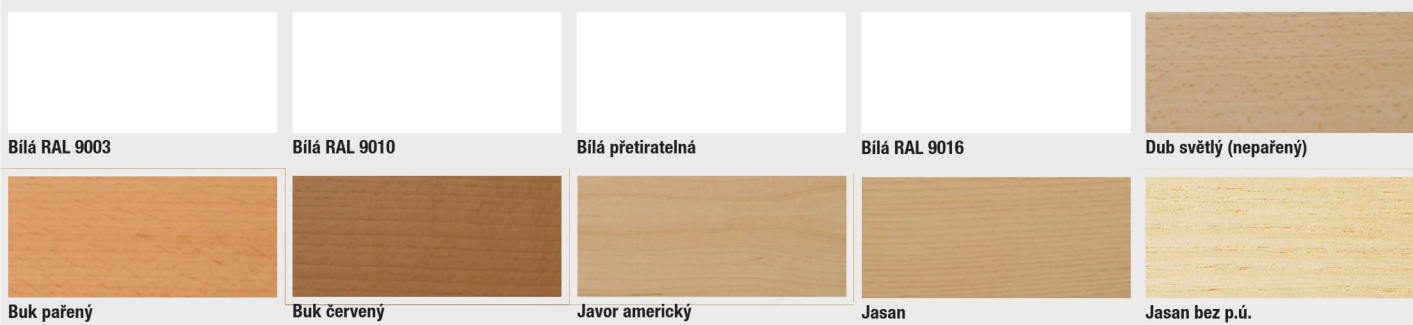 Bílá RAL 9003
Bílá RAL 9010
Bílá přetiratelná
Bílá RAL 9016
Dub světlý (nepařený)
Buk pařený
Buk červený
Javor americký
Jasan
Jasan bez p.ú.